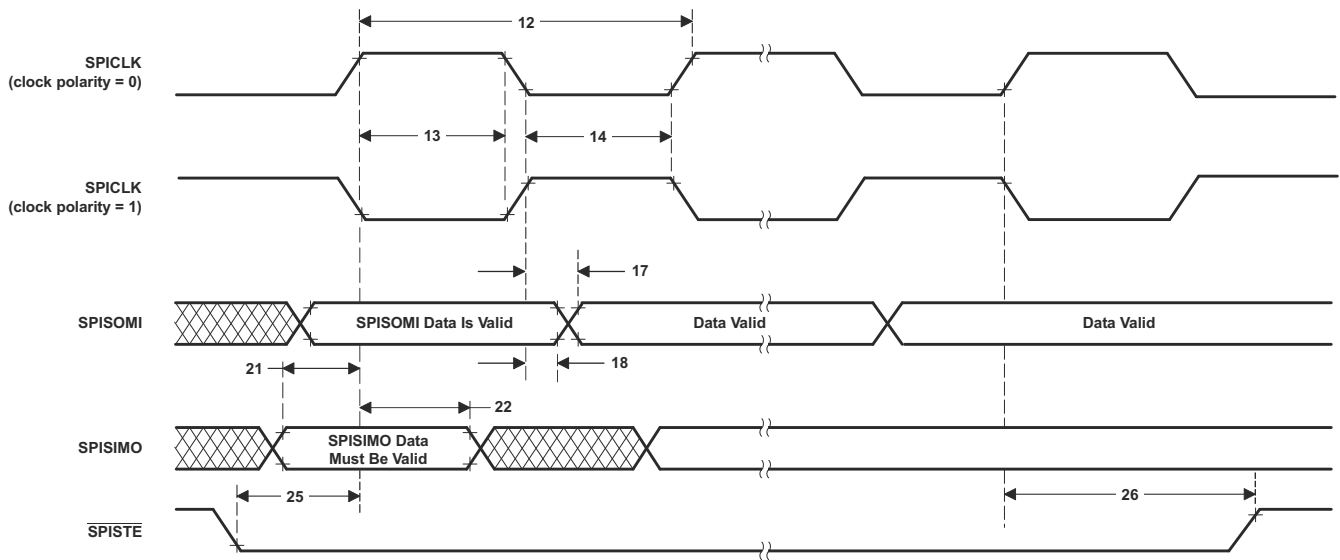 12
SPICLK
(clock polarity = 0)
13
14
SPICLK
(clock polarity = 1)
17
SPISOMI
SPISOMI Data Is Valid
Data Valid
Data Valid
18
21
22
SPISIMO
SPISIMO Data
Must Be Valid
25
26
SPISTE